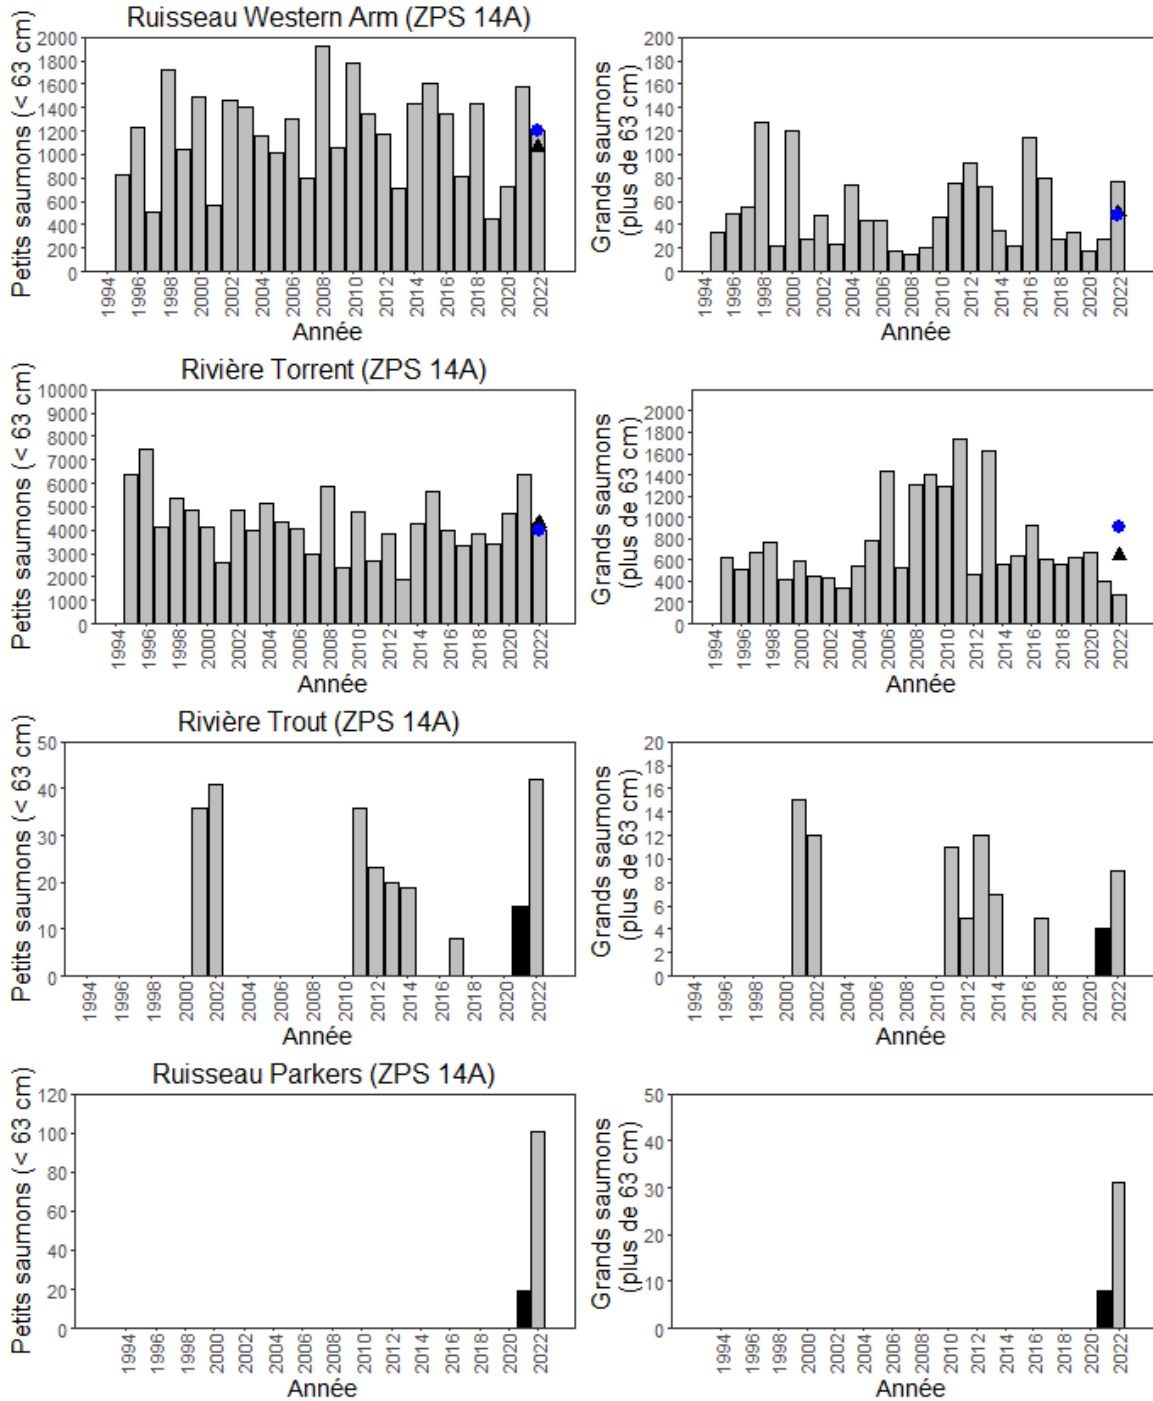 Ruisseau Western Arm (ZPS 14A)
Petits saumons (< 63 cm)
2000
1800
1600
1400
1200
1000
800
600
400
200
0
1994 1996 1998 2000 2002 2004 2006 2008 2010 2012 2014 2016 2018 2020 2022
Année
Grands saumons
(plus de 63 cm)
200
180
160
140
120
100
80
60
40
20
0
1994 1996 1998 2000 2002 2004 2006 2008 2010 2012 2014 2016 2018 2020 2022
Année
Rivière Torrent (ZPS 14A)
Petits saumons (< 63 cm)
10000
9000
8000
7000
6000
5000
4000
3000
2000
1000
0
1994 1996 1998 2000 2002 2004 2006 2008 2010 2012 2014 2016 2018 2020 2022
Année
Grands saumons
(plus de 63 cm)
2000
1800
1600
1400
1200
1000
800
600
400
200
0
1994 1996 1998 2000 2002 2004 2006 2008 2010 2012 2014 2016 2018 2020 2022
Année
Rivière Trout (ZPS 14A)
Petits saumons (< 63 cm)
50
40
30
20
10
0
1994 1996 1998 2000 2002 2004 2006 2008 2010 2012 2014 2016 2018 2020 2022
Année
Grands saumons
(plus de 63 cm)
20
18
16
14
12
10
8
6
4
2
0
1994 1996 1998 2000 2002 2004 2006 2008 2010 2012 2014 2016 2018 2020 2022
Année
Ruisseau Parkers (ZPS 14A)
Petits saumons (< 63 cm)
120
100
80
60
40
20
0
1994 1996 1998 2000 2002 2004 2006 2008 2010 2012 2014 2016 2018 2020 2022
Année
Grands saumons
(plus de 63 cm)
50
40
30
20
10
0
1994 1996 1998 2000 2002 2004 2006 2008 2010 2012 2014 2016 2018 2020 2022
Année